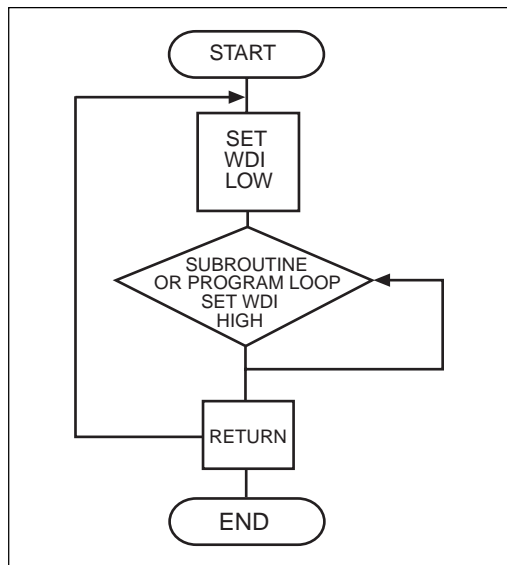 START
SET
WDI
LOW
SUBROUTINE
OR PROGRAM LOOP
SET WDI
HIGH
RETURN
END